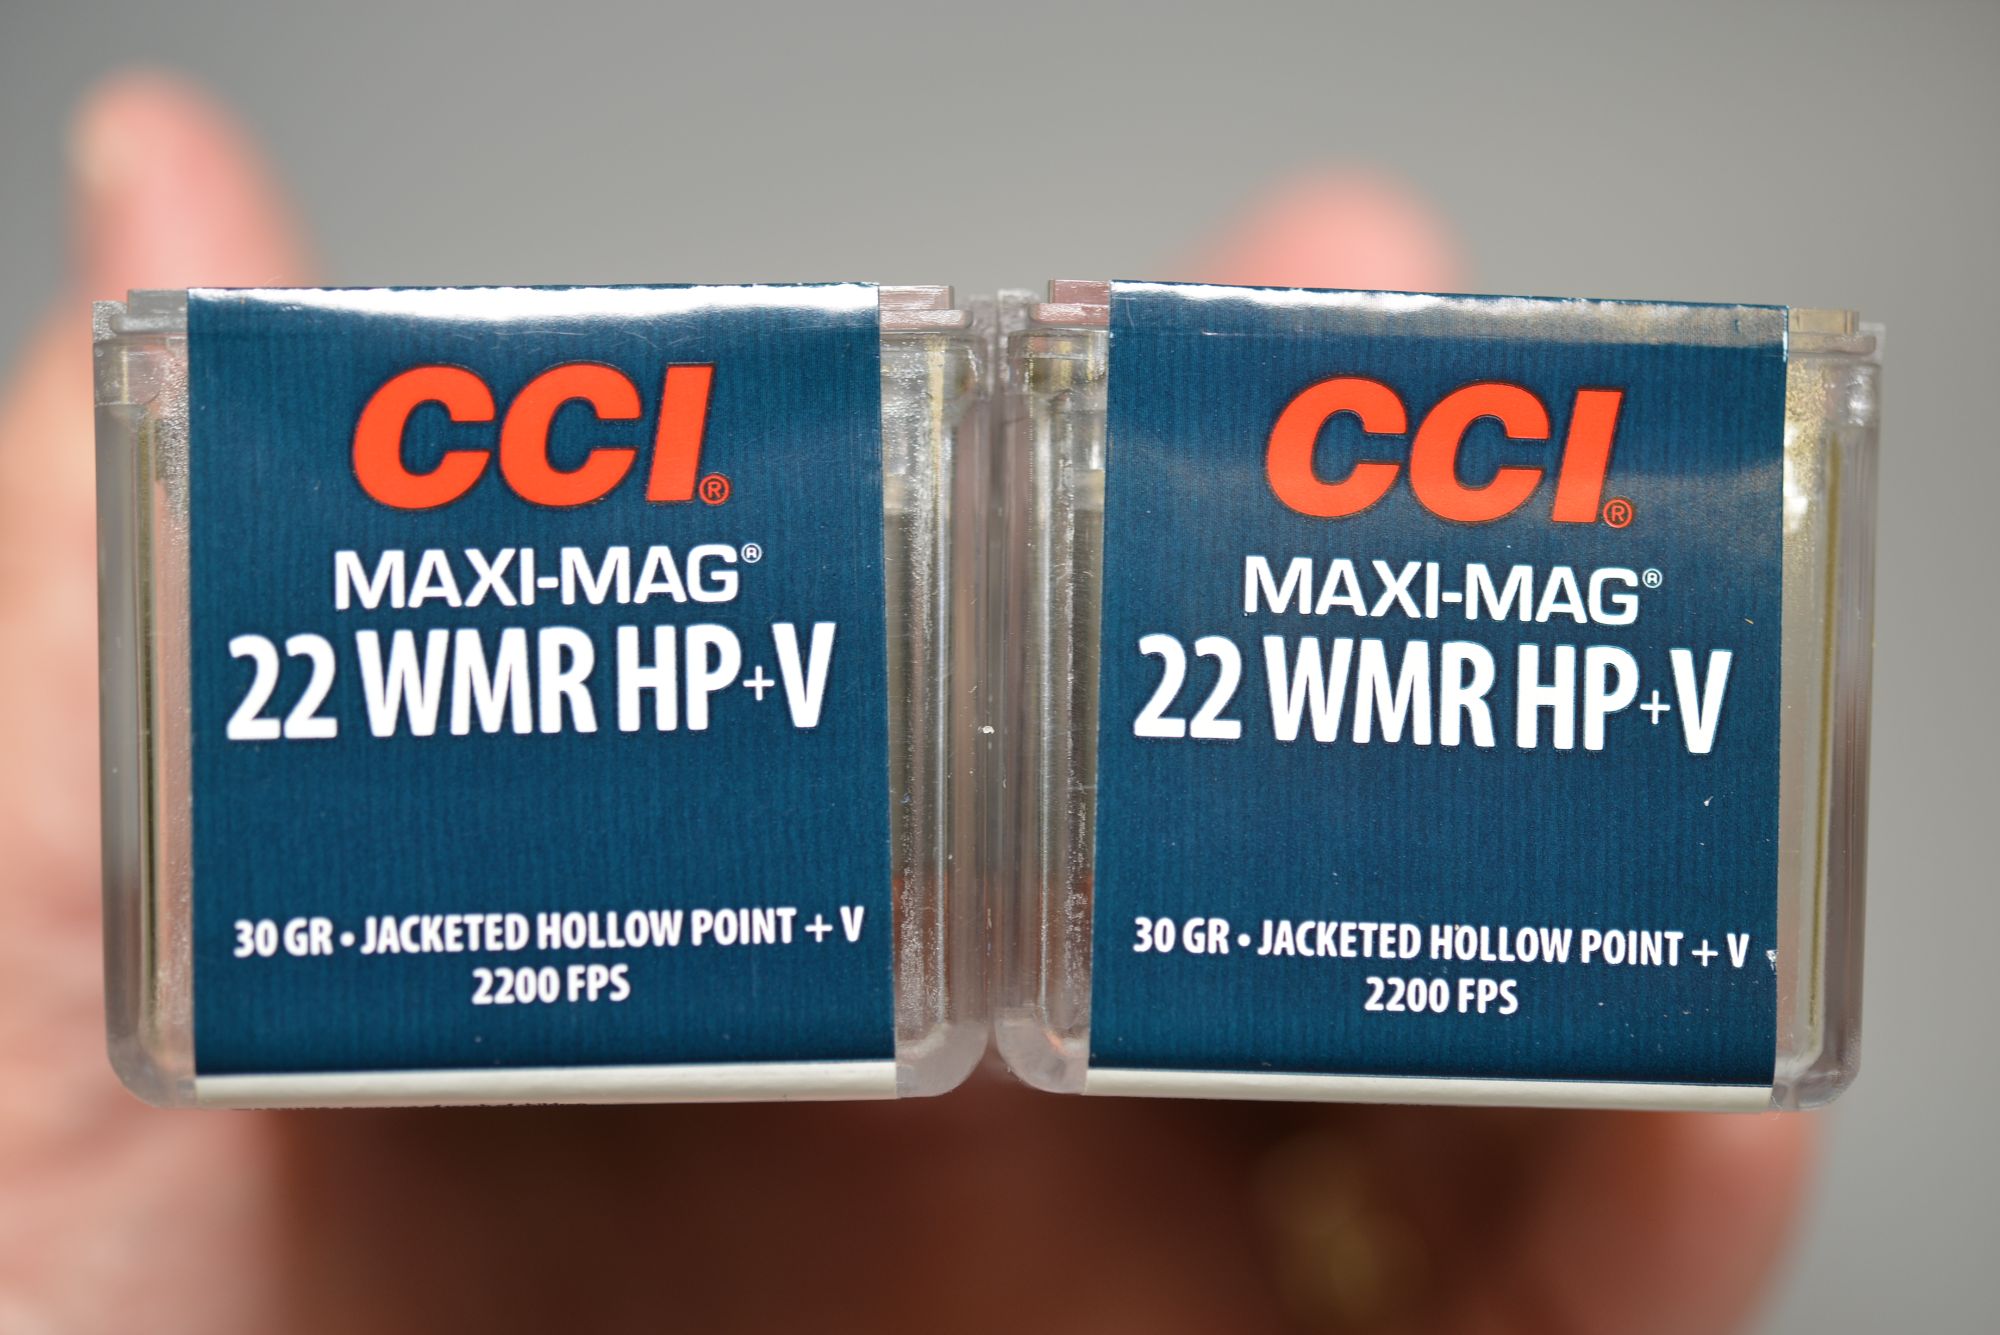 CCI®
MAXI-MAG®
22 WMR HP+V
30 GR • JACKETED HOLLOW POINT + V
2200 FPS
CCI®
MAXI-MAG®
22 WMR HP+V
30 GR • JACKETED HOLLOW POINT + V
2200 FPS